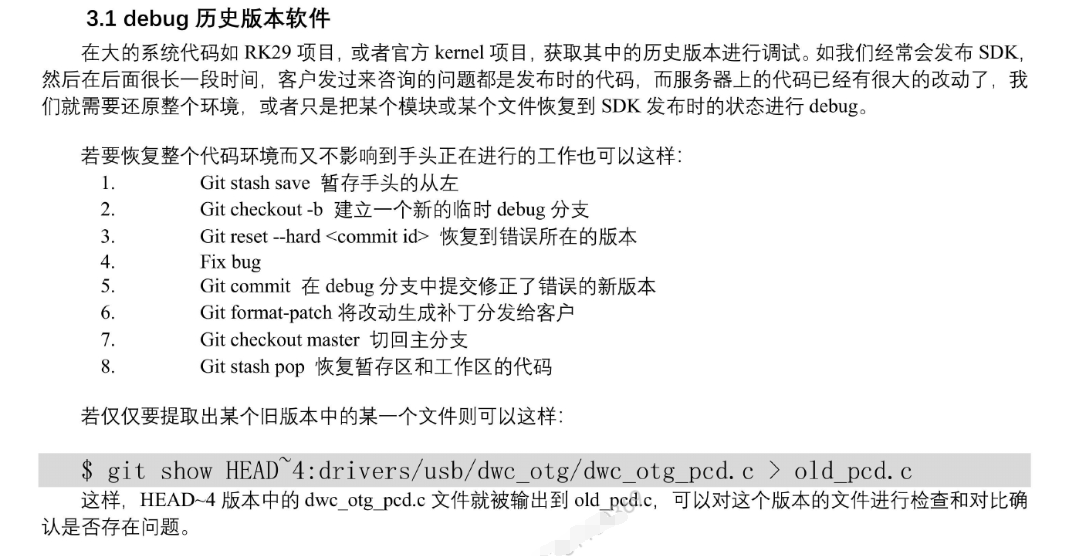 3.1 debug 历史版本软件
在大的系统代码如 RK29 项目，或者官方 kernel 项目，获取其中的历史版本进行调试。如我们经常会发布 SDK，
然后在后面很长一段时间，客户发过来咨询的问题都是发布时的代码，而服务器上的代码已经有很大的改动了，我
们就需要还原整个环境，或者只是把某个模块或某个文件恢复到 SDK 发布时的状态进行 debug。
若要恢复整个代码环境而又不影响到手头正在进行的工作也可以这样：
1. Git stash save 暂存手头的从左
2. Git checkout -b 建立一个新的临时 debug 分支
3. Git reset --hard <commit id> 恢复到错误所在的版本
4. Fix bug
5. Git commit 在 debug 分支中提交修正了错误的新版本
6. Git format-patch 将改动生成补丁分发给客户
7. Git checkout master 切回主分支
8. Git stash pop 恢复暂存区和工作区的代码
若仅仅要提取出某个旧版本中的某一个文件则可以这样：
$ git show HEAD~4:drivers/usb/dwc_otg/dwc_otg_pcd.c > old_pcd.c
这样，HEAD~4 版本中的 dwc_otg_pcd.c 文件就被输出到 old_pcd.c，可以对这个版本的文件进行检查和对比确
认是否存在问题。